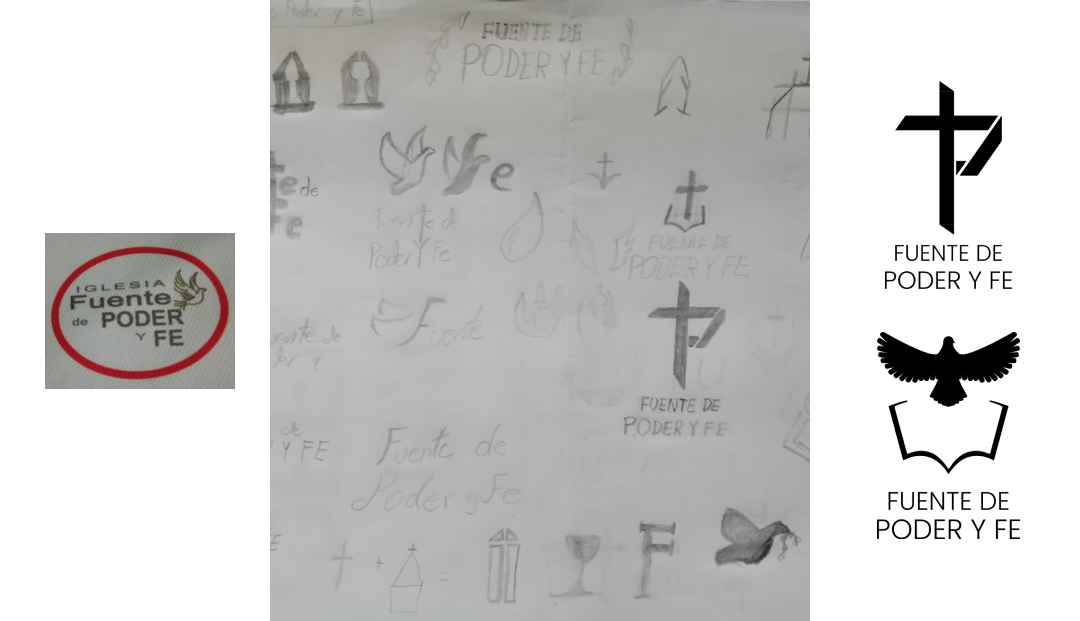 IGLESIA
Fuente
de PODER
Y FE
Poder y fe
FUENTE DE
PODER Y FE
Fe
de
Fe
Fuente de
Poder Y Fe
FUENTE DE
PODER Y FE
Fuente
FUENTE DE
PODER Y FE
de
Y FE
Fuente de
Poder y Fe
F
FUENTE DE
PODER Y FE
FUENTE DE
PODER Y FE